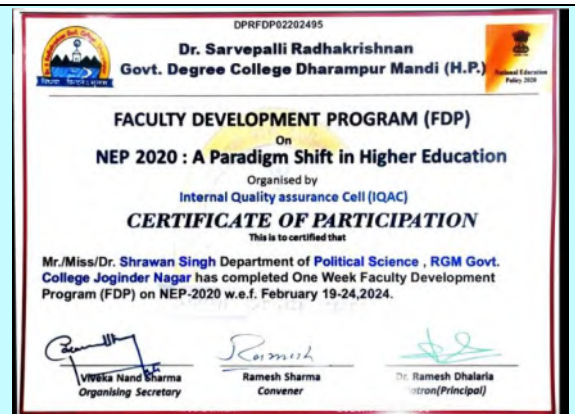 DPRFDP02202495
Dr. Sarvepalli Radhakrishnan
Govt. Degree College Dharampur Mandi (H.P.)
National Education
Policy 2020
FACULTY DEVELOPMENT PROGRAM (FDP)
On
NEP 2020 : A Paradigm Shift in Higher Education
Organised by
Internal Quality assurance Cell (IQAC)
CERTIFICATE OF PARTICIPATION
This is to certified that
Mr./Miss/Dr. Shrawan Singh Department of Political Science , RGM Govt.
College Joginder Nagar has completed One Week Faculty Development
Program (FDP) on NEP-2020 w.e.f. February 19-24,2024.
Ramesh
Viveka Nand Sharma
Organising Secretary
Ramesh Sharma
Convener
Dr. Ramesh Dhalaria
Patron(Principal)